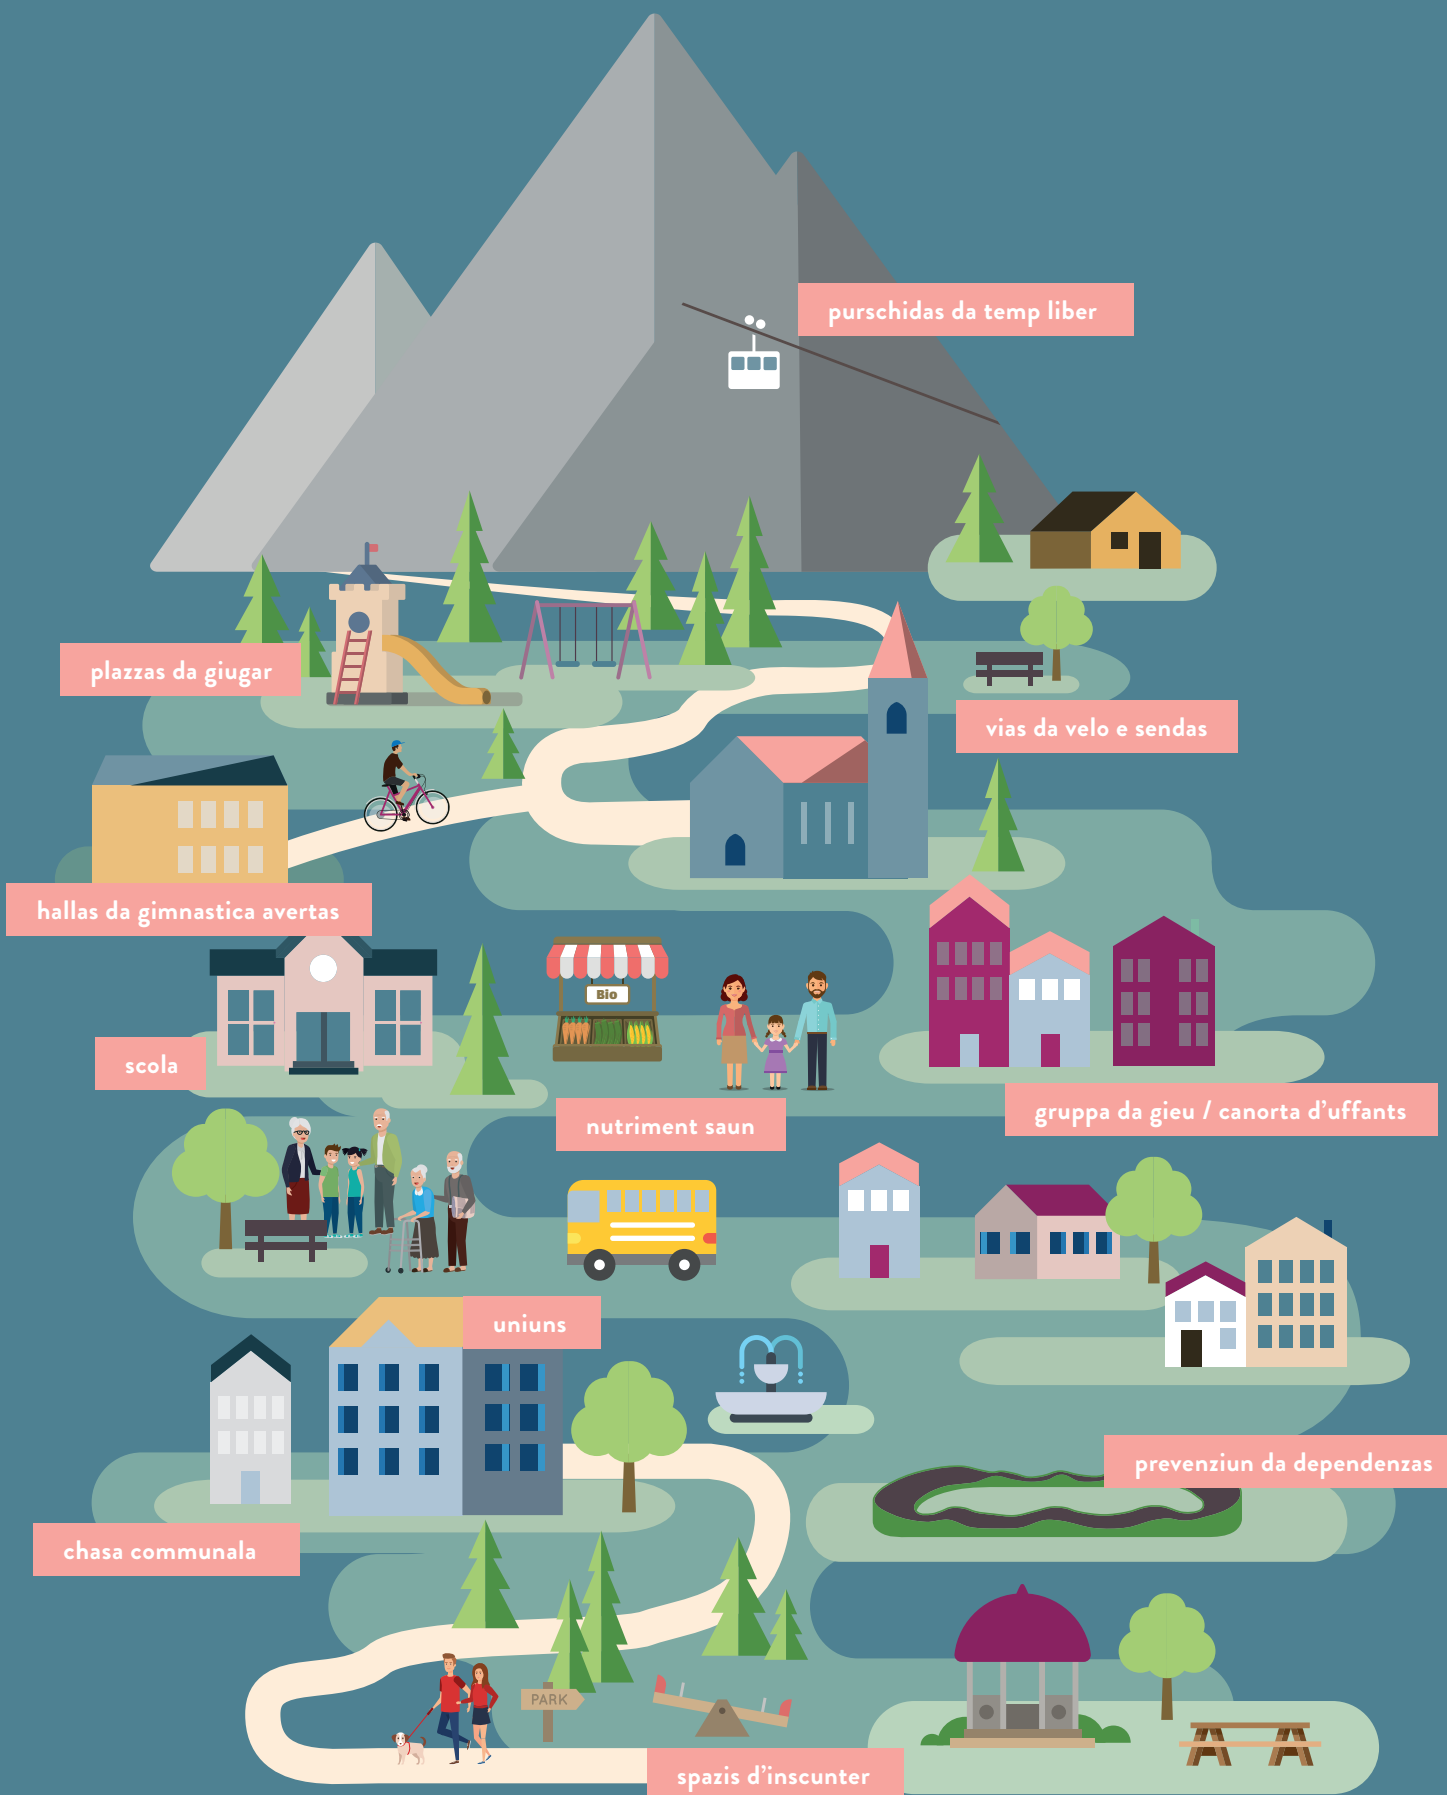 purschidas da temp liber
plazzas da giugar
vias da velo e sendas
hallas da gimnastica avertas
Bio
scola
gruppa da gieu / canorta d’uffants
nutriment saun
uniuns
prevenziun da dependenzas
chasa communala
PARK
spazis d’inscunter